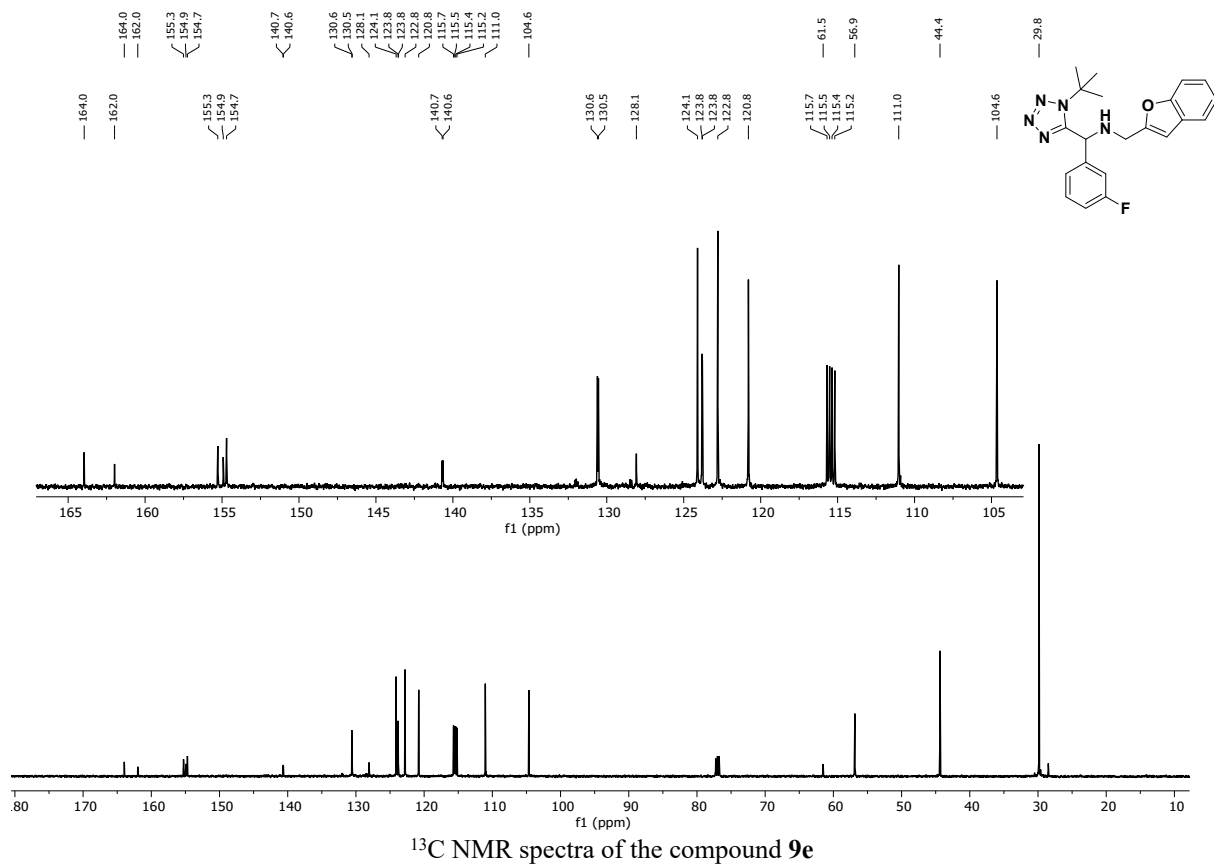 164.0 162.0 155.3 154.9 154.7 140.7 140.6 130.6 130.5 128.1 124.1 123.8 123.8 122.8 120.8 115.7 115.5 115.4 115.2 111.0 104.6 61.5 56.9 44.4 29.8
164.0 162.0 155.3 154.9 154.7 140.7 140.6 130.6 130.5 128.1 124.1 123.8 123.8 122.8 120.8 115.7 115.5 115.4 115.2 111.0 104.6
N N O
N N HN
N
F
165 160 155 150 145 140 135 130 125 120 115 110 105
f1 (ppm)
80 170 160 150 140 130 120 110 100 90 80 70 60 50 40 30 20 10
f1 (ppm)
¹³C NMR spectra of the compound 9e